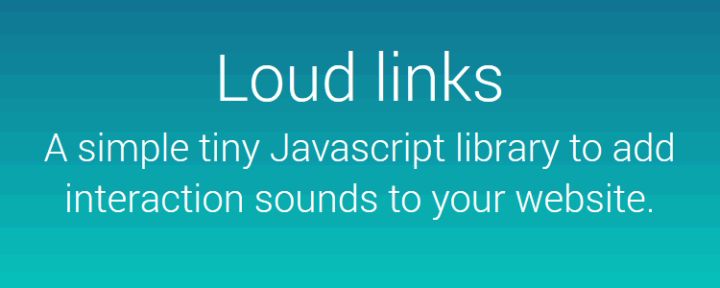 Loud links
A simple tiny Javascript library to add
interaction sounds to your website.